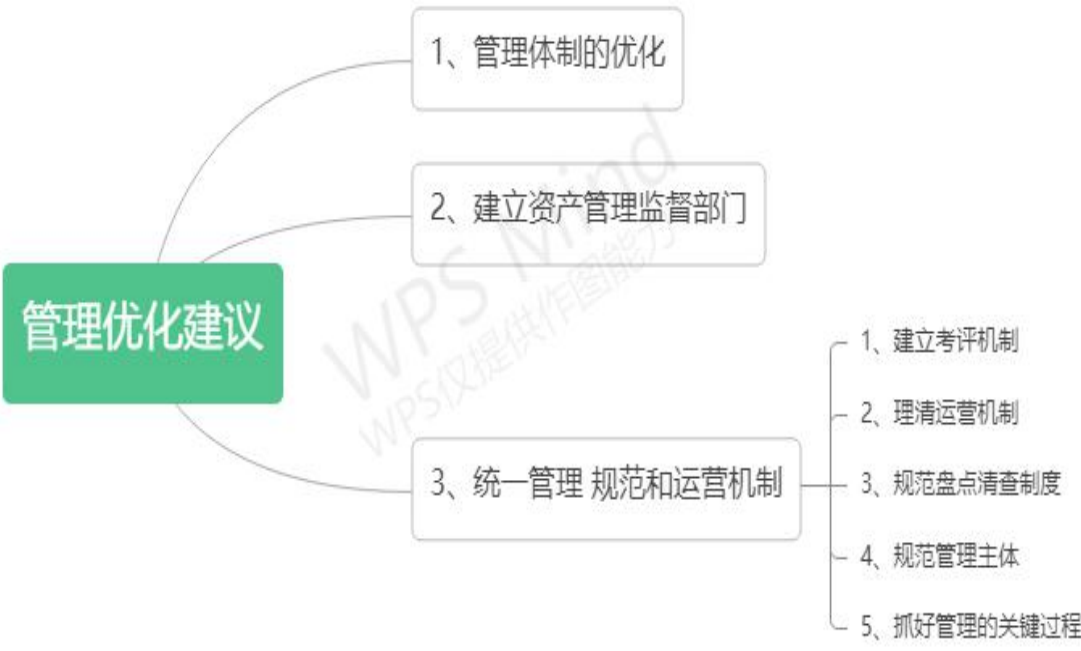 管理优化建议
1、管理体制的优化
2、建立资产管理监督部门
3、统一管理 规范和运营机制
1、建立考评机制
2、理清运营机制
3、规范盘点清查制度
4、规范管理主体
5、抓好管理的关键过程
WPS Mind
WPS仅提供作图能力